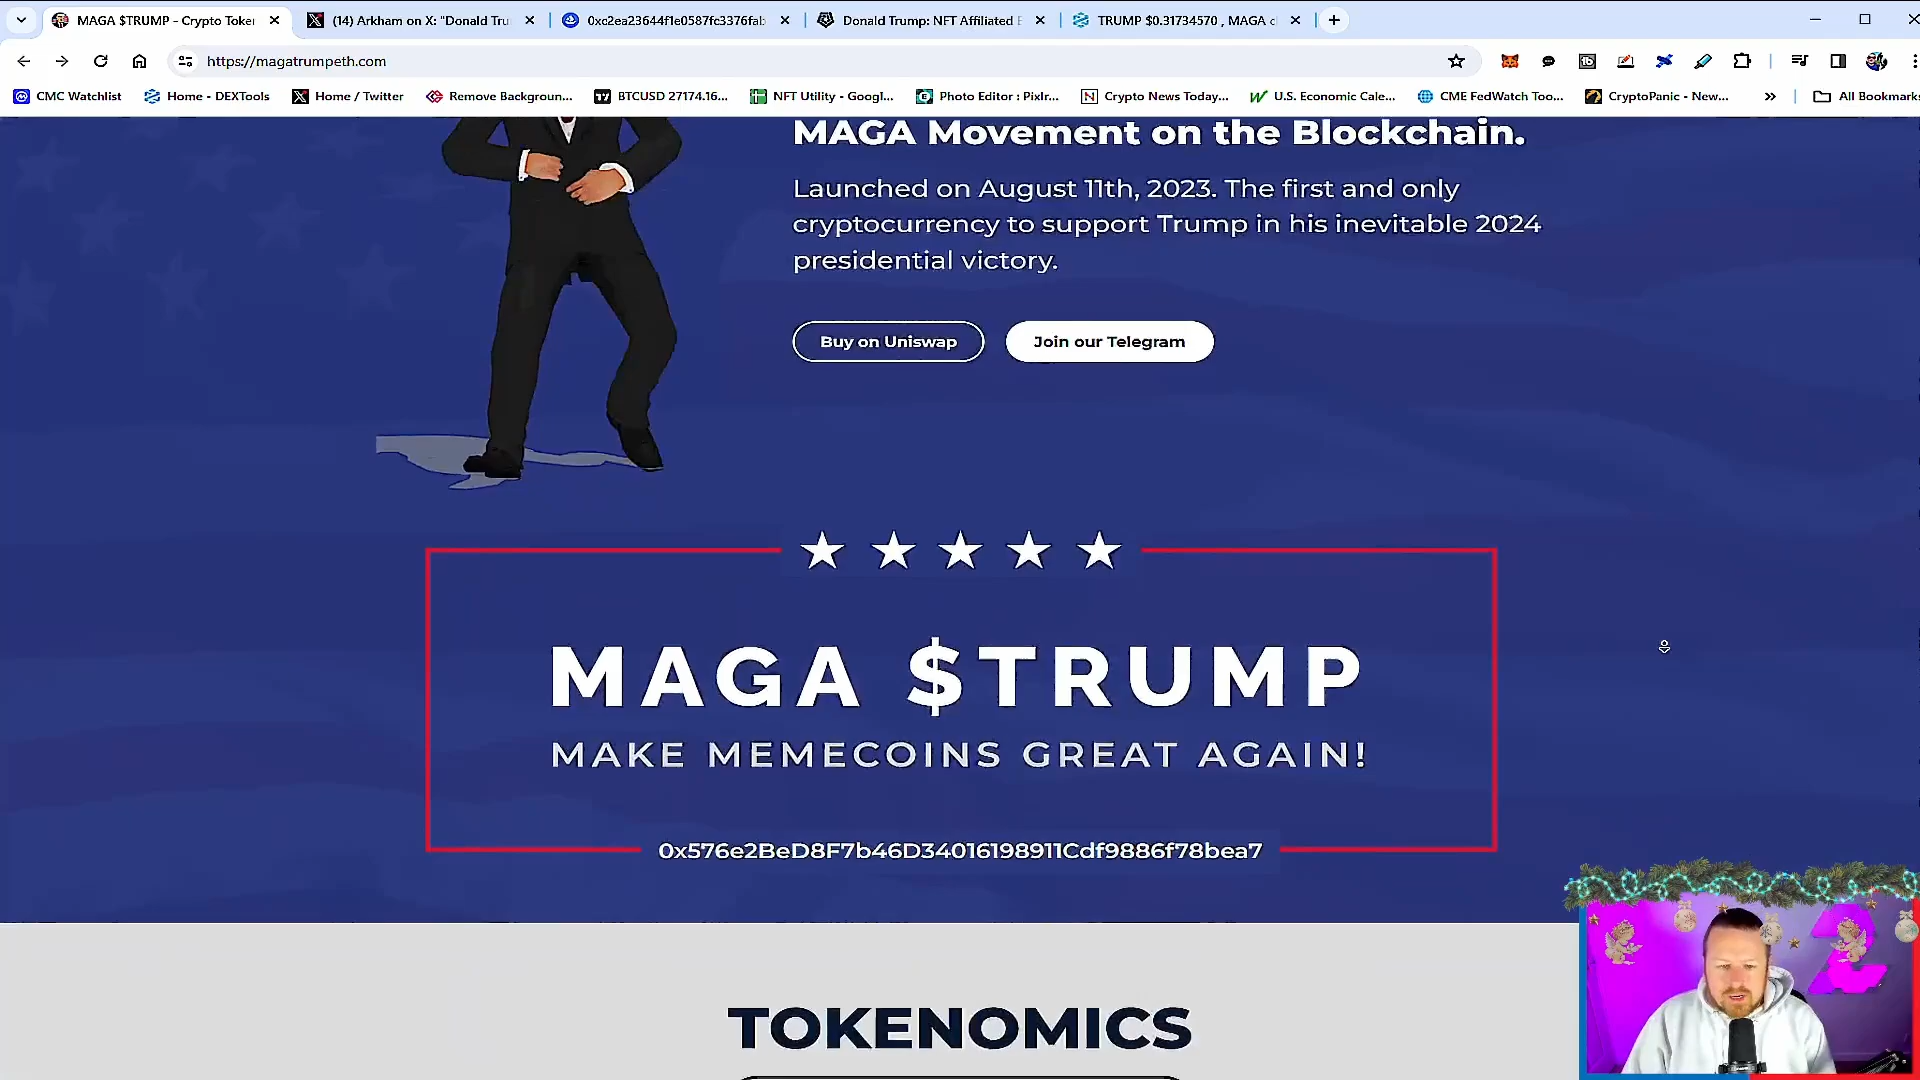 MAGA $TRUMP - Crypto Toker
(14) Arkham on X: "Donald Tru
0xc2ea23644f1e0587fc3376fab
Donald Trump: NFT Affiliated E
TRUMP $0.31734570 , MAGA c
https://magatrumpeth.com
CMC Watchlist
Home - DEXTools
Home / Twitter
Remove Backgroun...
BTCUSD 27174.16...
NFT Utility - Googl...
Photo Editor : Pixlr...
Crypto News Today...
U.S. Economic Cale...
CME FedWatch Too...
CryptoPanic - New...
All Bookmarks
MAGA Movement on the Blockchain.
Launched on August 11th, 2023. The first and only
cryptocurrency to support Trump in his inevitable 2024
presidential victory.
Buy on Uniswap
Join our Telegram
MAGA $TRUMP
MAKE MEMECOINS GREAT AGAIN!
0x576e2BeD8F7b46D34016198911Cdf9886f78bea7
TOKENOMICS